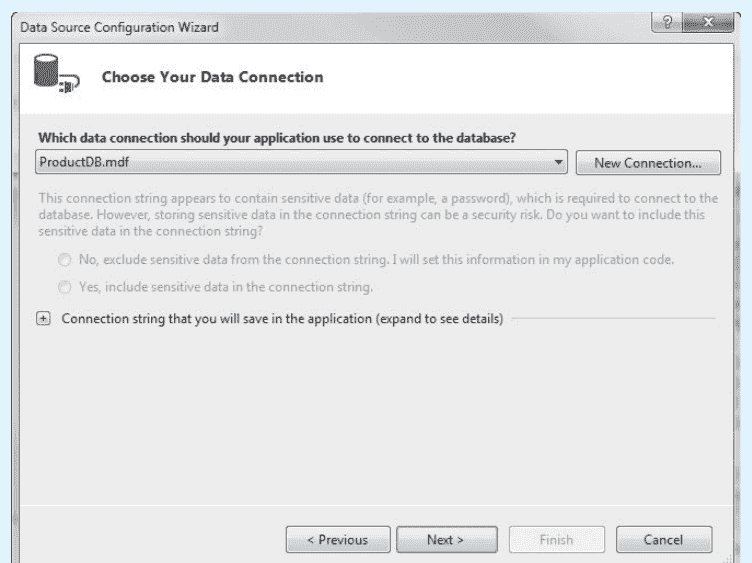 Data Source Configuration Wizard
Choose Your Data Connection
Which data connection should your application use to connect to the database?
ProductDB.mdf
New Connection...
This connection string appears to contain sensitive data (for example, a password), which is required to connect to the
database. However, storing sensitive data in the connection string can be a security risk. Do you want to include this
sensitive data in the connection string?
No, exclude sensitive data from the connection string. I will set this information in my application code.
Yes, include sensitive data in the connection string.
Connection string that you will save in the application (expand to see details)
< Previous
Next >
Finish
Cancel